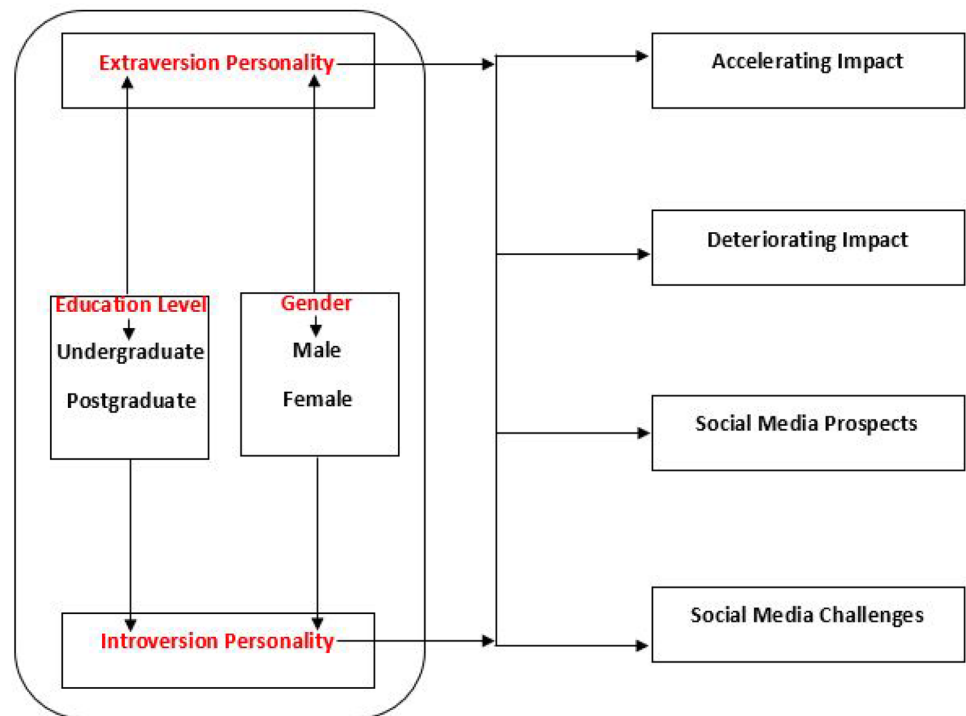 Extraversion Personality
Accelerating Impact
Deteriorating Impact
Education Level
Undergraduate
Postgraduate
Gender
Male
Female
Social Media Prospects
Introversion Personality
Social Media Challenges